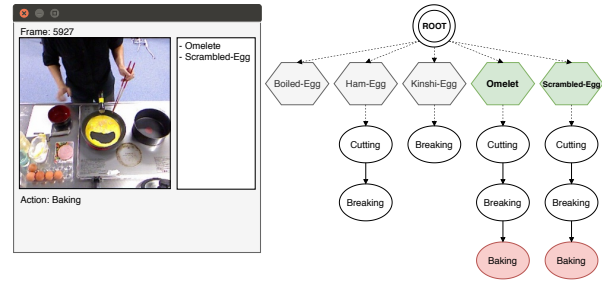 Frame: 5927
- Omelete
- Scrambled-Egg
Action: Baking
ROOT
Boiled-Egg
Ham-Egg
Kinshi-Egg
Omelet
Scrambled-Egg
Cutting
Breaking
Cutting
Cutting
Breaking
Breaking
Breaking
Baking
Baking